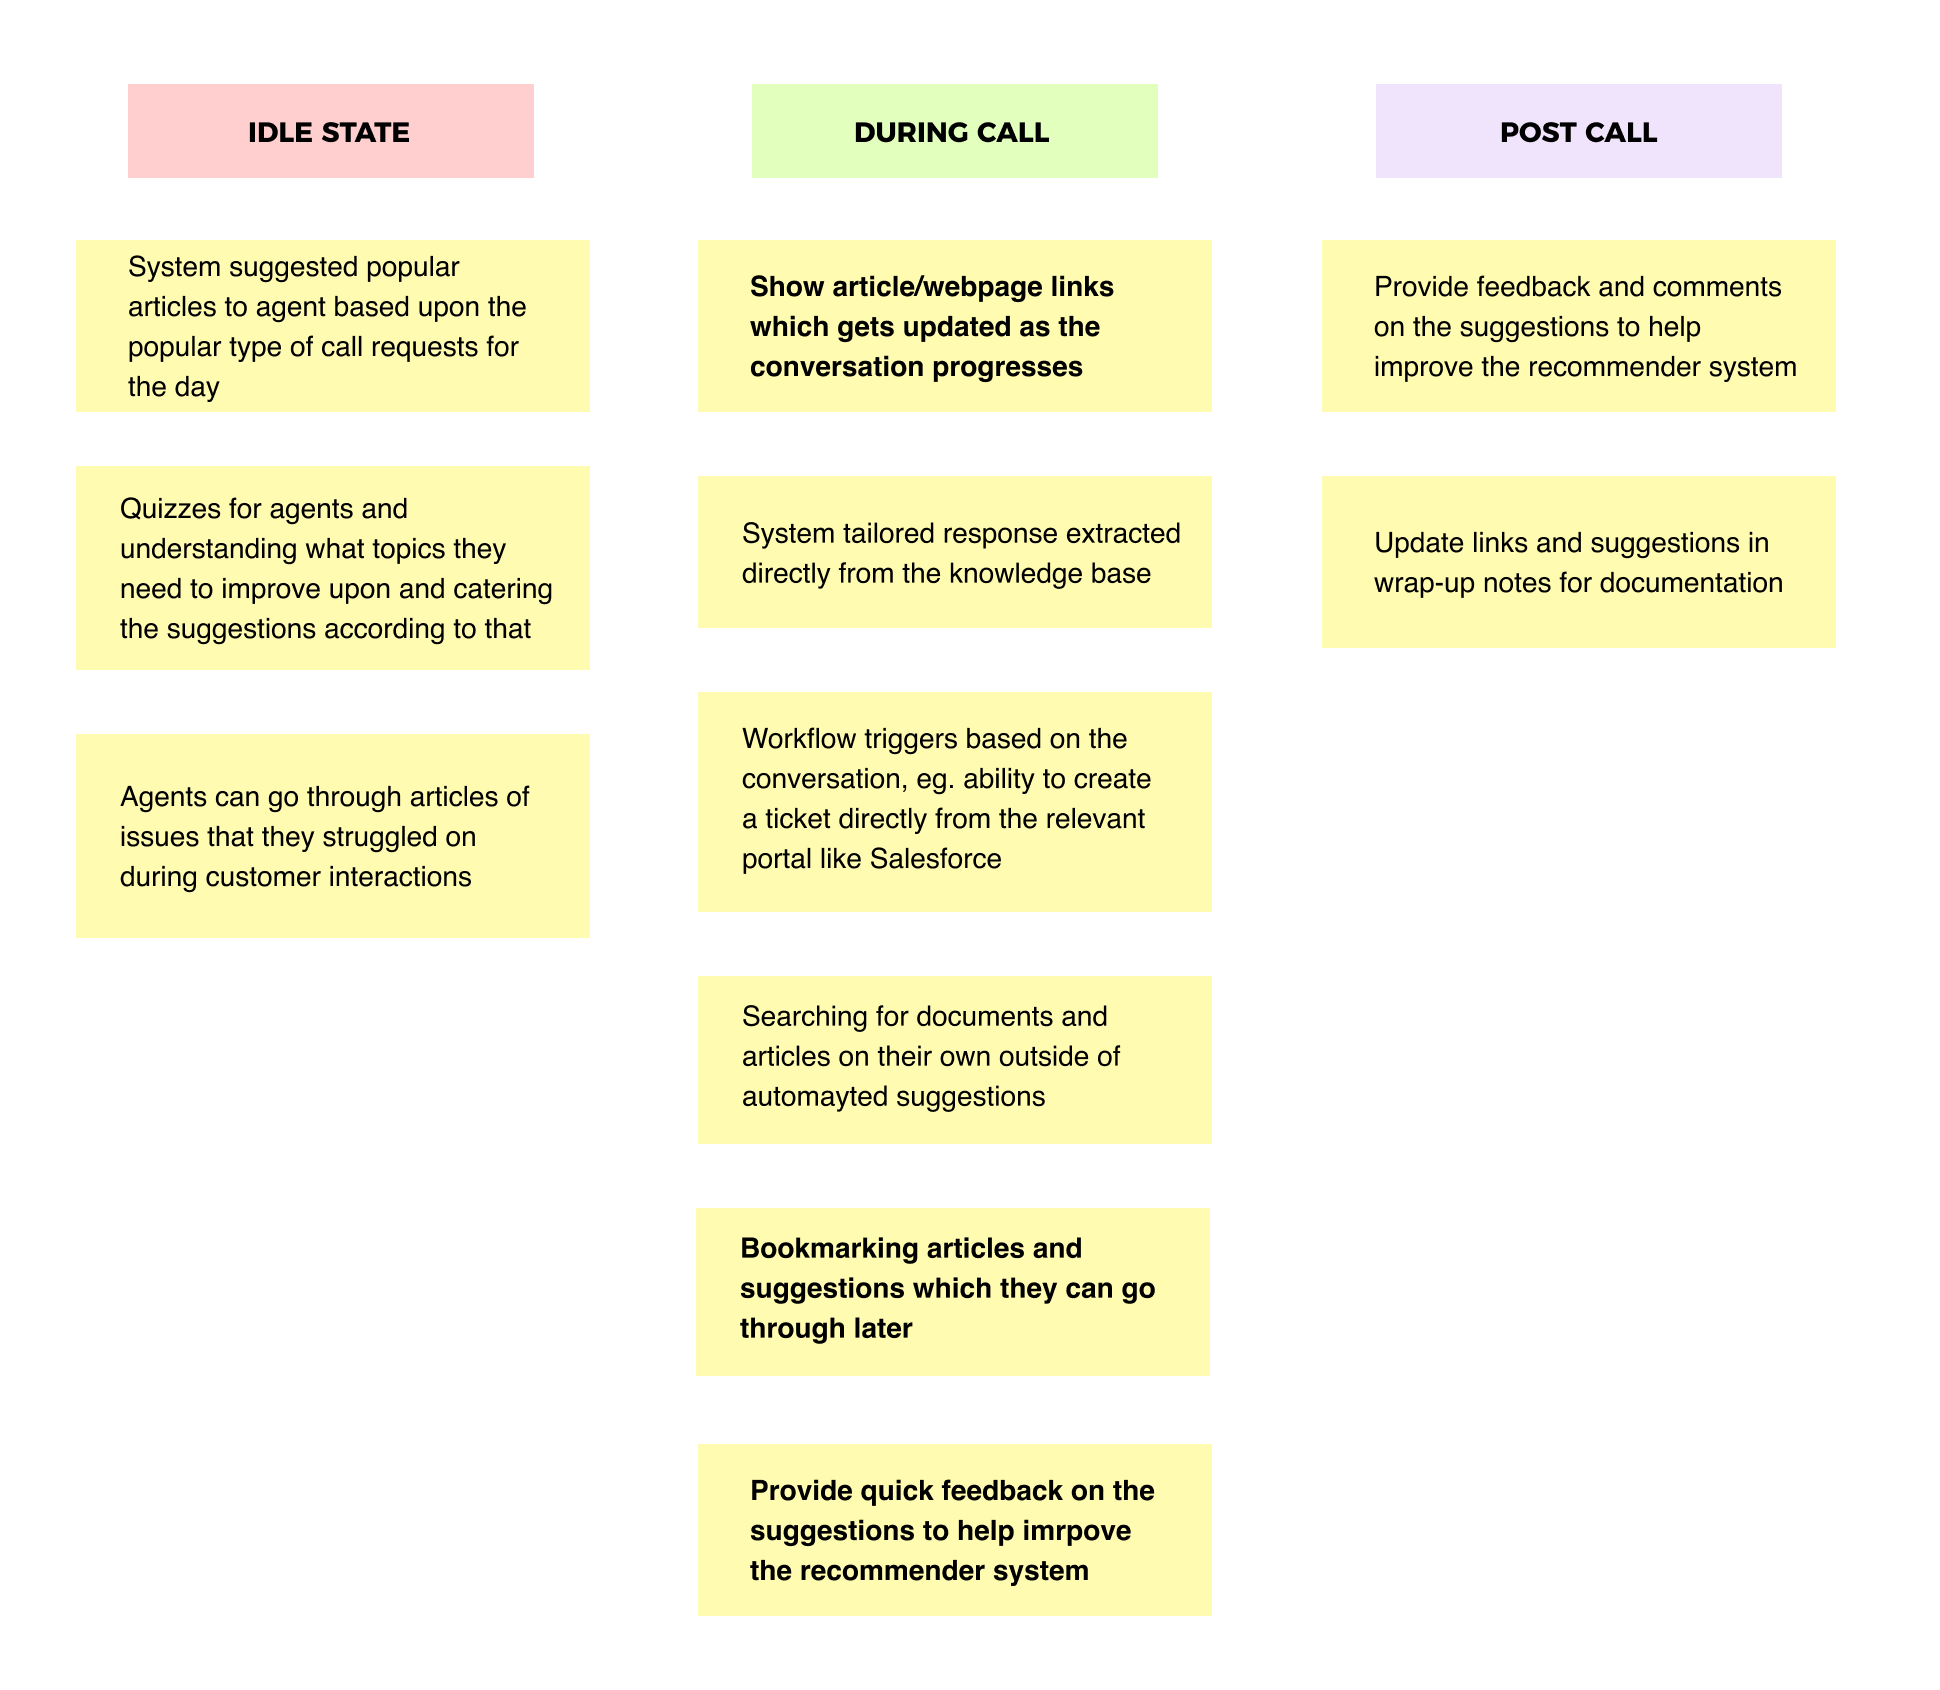 IDLE STATE
System suggested popular
articles to agent based upon the
popular type of call requests for
the day
Quizzes for agents and
understanding what topics they
need to improve upon and catering
the suggestions according to that
Agents can go through articles of
issues that they struggled on
during customer interactions
DURING CALL
Show article/webpage links
which gets updated as the
conversation progresses
System tailored response extracted
directly from the knowledge base
Workflow triggers based on the
conversation, eg. ability to create
a ticket directly from the relevant
portal like Salesforce
Searching for documents and
articles on their own outside of
automayted suggestions
Bookmarking articles and
suggestions which they can go
through later
Provide quick feedback on the
suggestions to help imrpove
the recommender system
POST CALL
Provide feedback and comments
on the suggestions to help
improve the recommender system
Update links and suggestions in
wrap-up notes for documentation